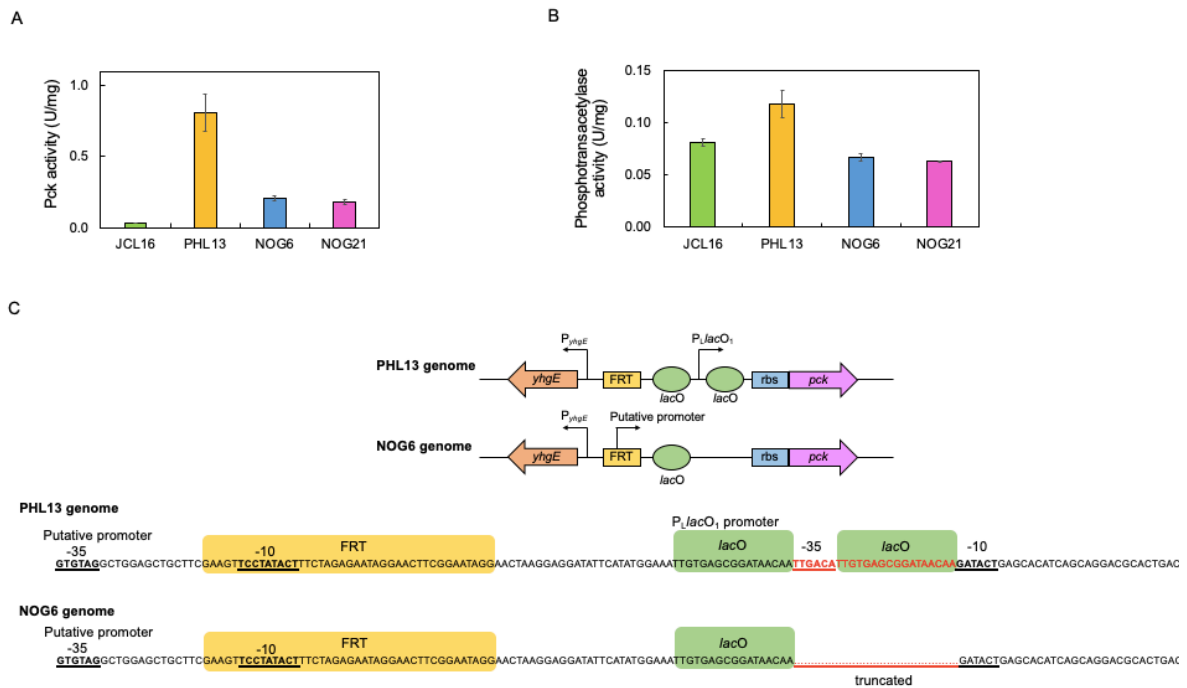 A
B
Pck activity (U/mg)
1.0
0.5
0.0
JCL16 PHL13 NOG6 NOG21
Phosphotransacetylase
activity (U/mg)
0.15
0.10
0.05
0.00
JCL16 PHL13 NOG6 NOG21
C
PHL13 genome
PyhgE PLlacO1
yhgE FRT lacO lacO rbs pck
NOG6 genome
PyhgE Putative promoter
yhgE FRT lacO rbs pck
PHL13 genome
Putative promoter PLlacO1 promoter
-35 -10 FRT lacO -35 lacO -10
GTGTAGGCTGGAGCTGCTTCGAAGTTCCTATACTTTCTAGAGAATAGGAACTTCGGAATAGGAACTAAGGAGGATATTCATATGGAAATTGTGAGCGGATAACAATTGACATTGTGAGCGGATAACAAGATACTGAGCACATCAGCAGGACGCACTGAC
NOG6 genome
Putative promoter
-35 -10 FRT lacO
GTGTAGGCTGGAGCTGCTTCGAAGTTCCTATACTTTCTAGAGAATAGGAACTTCGGAATAGGAACTAAGGAGGATATTCATATGGAAATTGTGAGCGGATAACAA...........................GATACTGAGCACATCAGCAGGACGCACTGAC
truncated